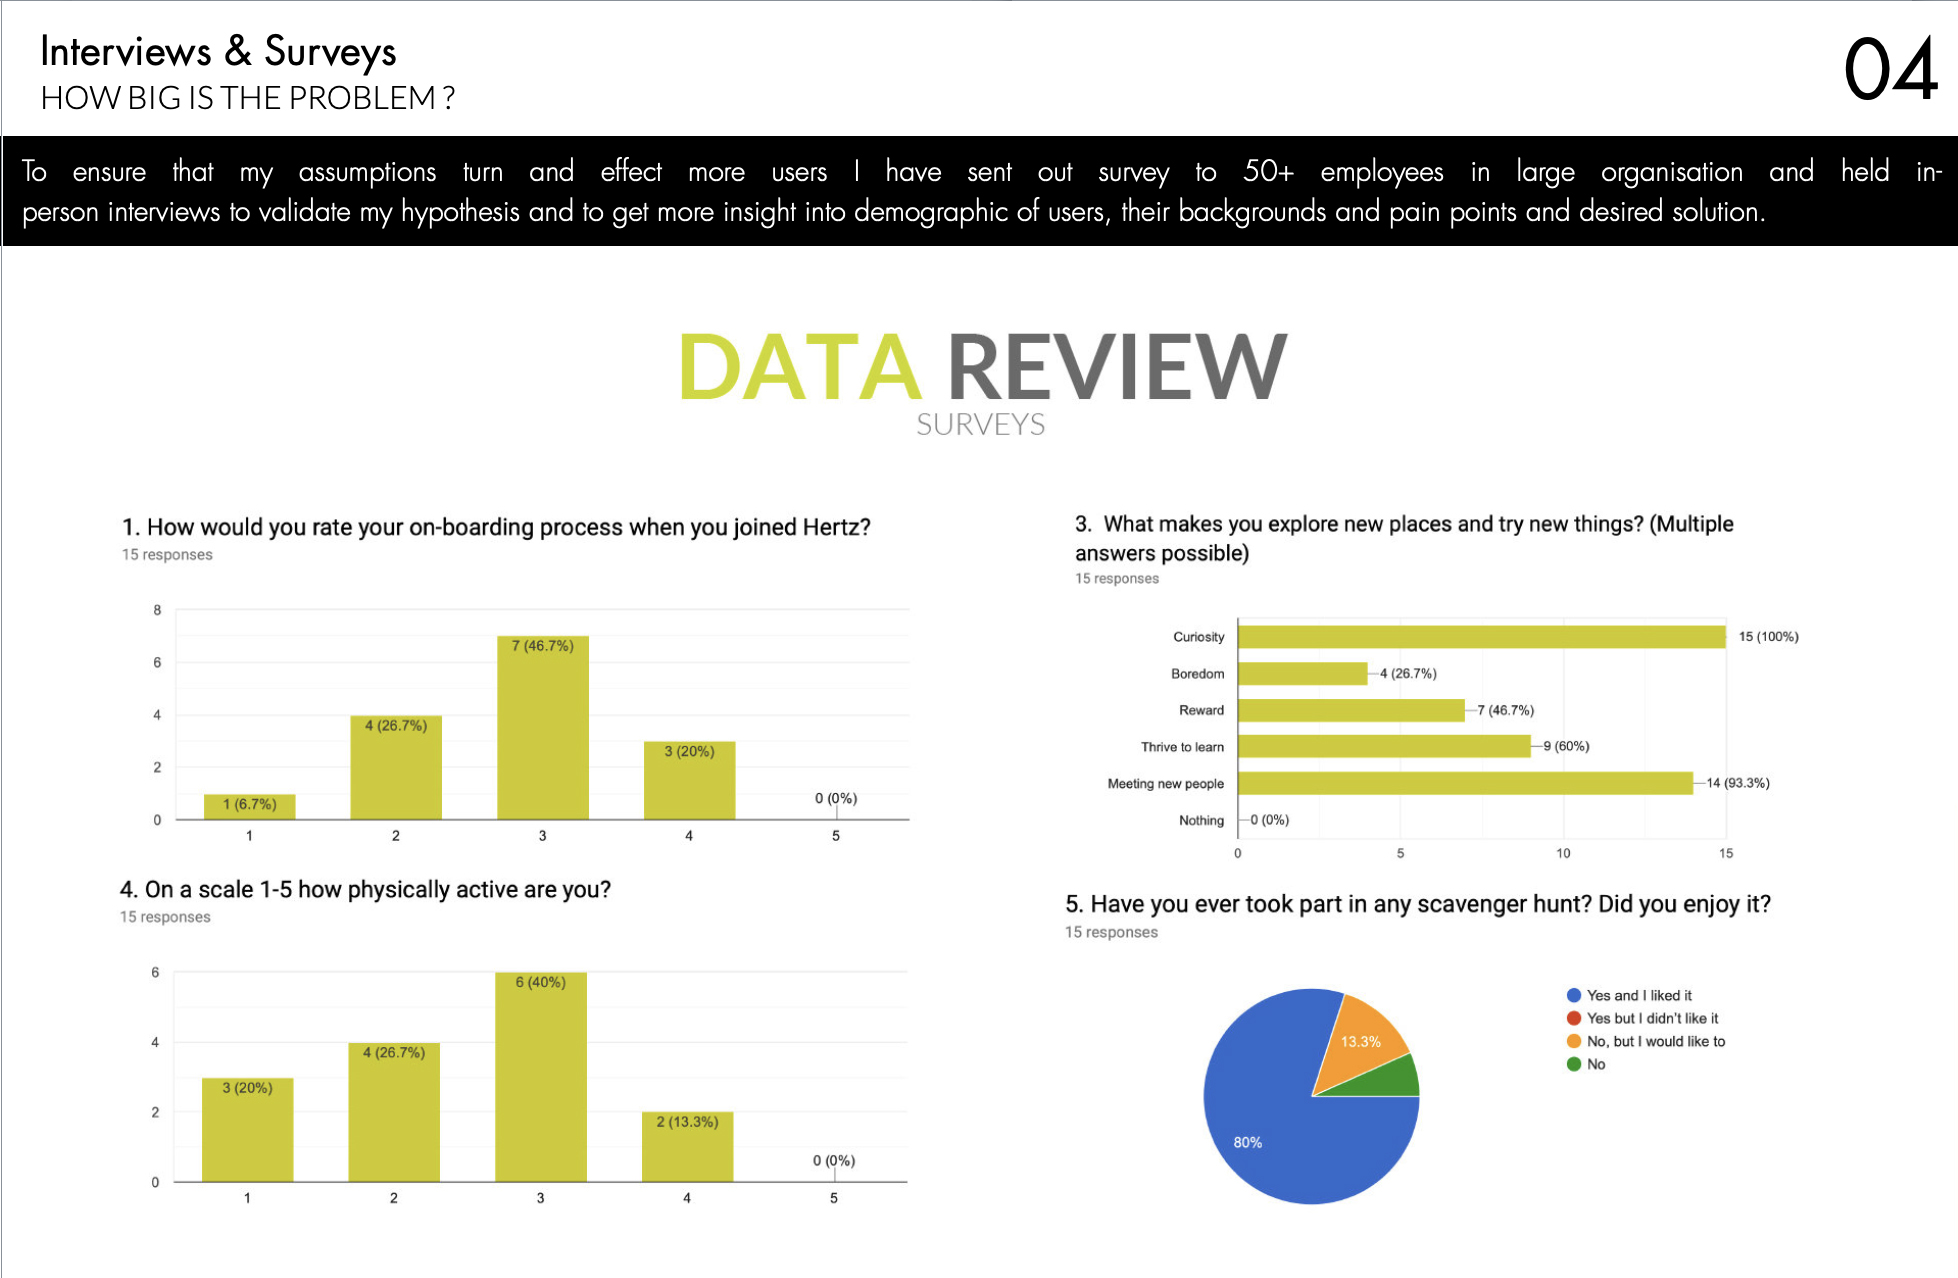 Interviews & Surveys
HOW BIG IS THE PROBLEM ?
04
To ensure that my assumptions turn and effect more users I have sent out survey to 50+ employees in large organisation and held in-
person interviews to validate my hypothesis and to get more insight into demographic of users, their backgrounds and pain points and desired solution.
DATA REVIEW
SURVEYS
1. How would you rate your on-boarding process when you joined Hertz?
15 responses
8
6
4
2
0
1 (6.7%)
4 (26.7%)
7 (46.7%)
3 (20%)
0 (0%)
1
2
3
4
5
3. What makes you explore new places and try new things? (Multiple
answers possible)
15 responses
Curiosity
15 (100%)
Boredom
4 (26.7%)
Reward
7 (46.7%)
Thrive to learn
9 (60%)
Meeting new people
14 (93.3%)
Nothing
0 (0%)
0
5
10
15
4. On a scale 1-5 how physically active are you?
15 responses
6
4
2
0
3 (20%)
4 (26.7%)
6 (40%)
2 (13.3%)
0 (0%)
1
2
3
4
5
5. Have you ever took part in any scavenger hunt? Did you enjoy it?
15 responses
13.3%
80%
Yes and I liked it
Yes but I didn't like it
No, but I would like to
No